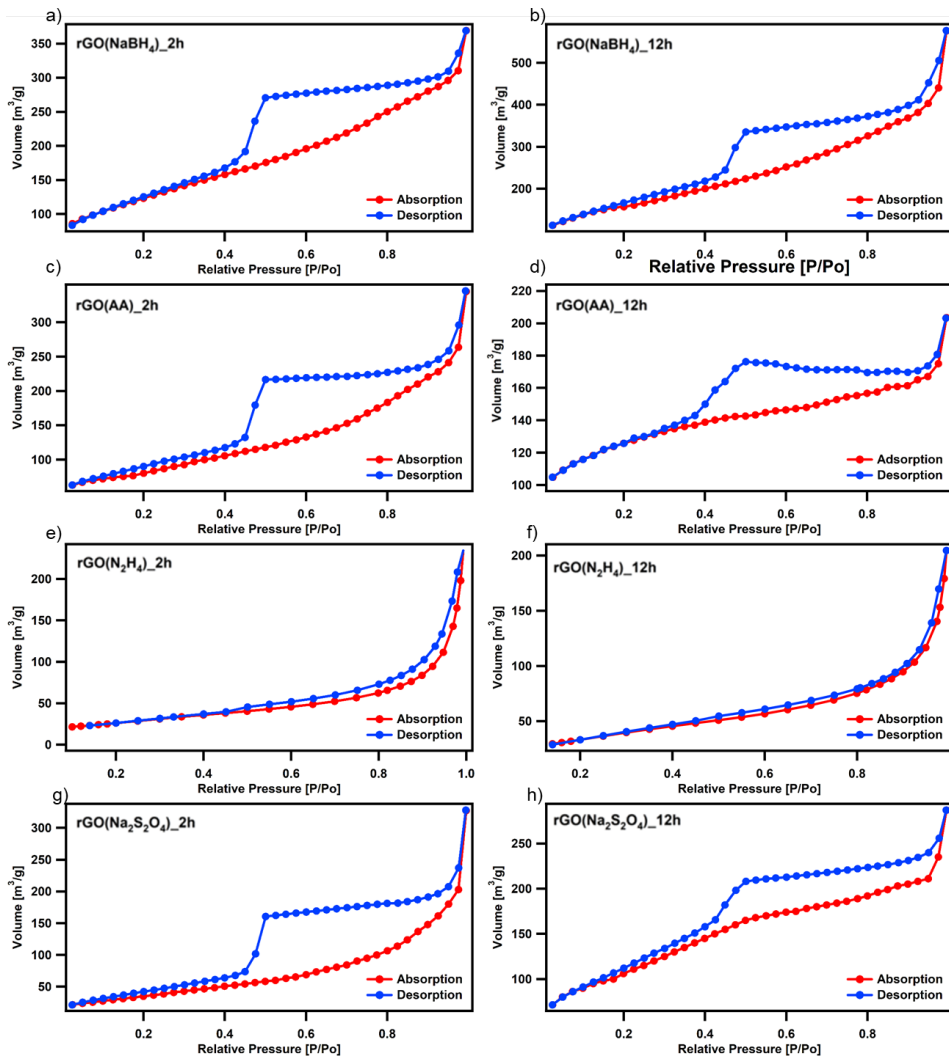 a)
rGO(NaBH₄)_2h
Volume [m³/g]
350
300
250
200
150
100
Absorption
Desorption
0.2
0.4
0.6
0.8
Relative Pressure [P/Po]
b)
rGO(NaBH₄)_12h
Volume [m³/g]
500
400
300
200
Absorption
Desorption
0.2
0.4
0.6
0.8
Relative Pressure [P/Po]
c)
rGO(AA)_2h
Volume [m³/g]
300
250
200
150
100
Absorption
Desorption
0.2
0.4
0.6
0.8
Relative Pressure [P/Po]
d)
rGO(AA)_12h
Volume [m³/g]
220
200
180
160
140
120
100
Adsorption
Desorption
0.2
0.4
0.6
0.8
Relative Pressure [P/Po]
e)
rGO(N₂H₄)_2h
Volume [m³/g]
200
150
100
50
0
Absorption
Desorption
0.2
0.4
0.6
0.8
1.0
Relative Pressure [P/Po]
f)
rGO(N₂H₄)_12h
Volume [m³/g]
200
150
100
50
Absorption
Desorption
0.2
0.4
0.6
0.8
Relative Pressure [P/Po]
g)
rGO(Na₂S₂O₄)_2h
Volume [m³/g]
300
250
200
150
100
50
Absorption
Desorption
0.2
0.4
0.6
0.8
Relative Pressure [P/Po]
h)
rGO(Na₂S₂O₄)_12h
Volume [m³/g]
300
250
200
150
100
Absorption
Desorption
0.2
0.4
0.6
0.8
Relative Pressure [P/Po]